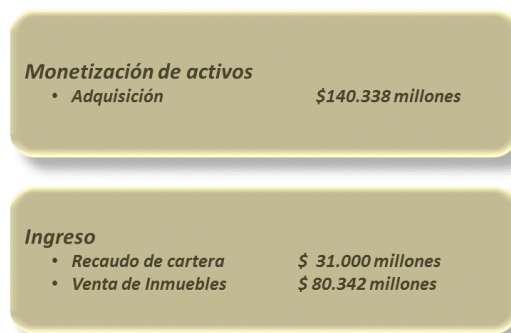 Monetización de activos
• Adquisición $140.338 millones
Ingreso
• Recaudo de cartera $ 31.000 millones
• Venta de Inmuebles $ 80.342 millones